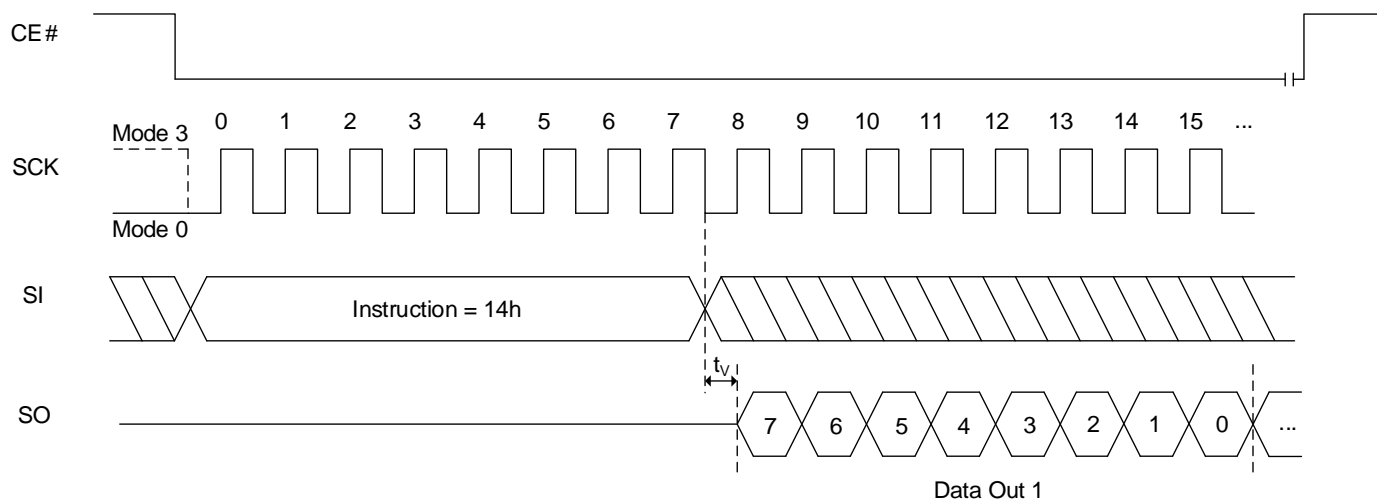 CE#
0 1 2 3 4 5 6 7 8 9 10 11 12 13 14 15 ...
Mode 3
SCK
Mode 0
SI
Instruction = 14h
tV
SO
7 6 5 4 3 2 1 0 ...
Data Out 1